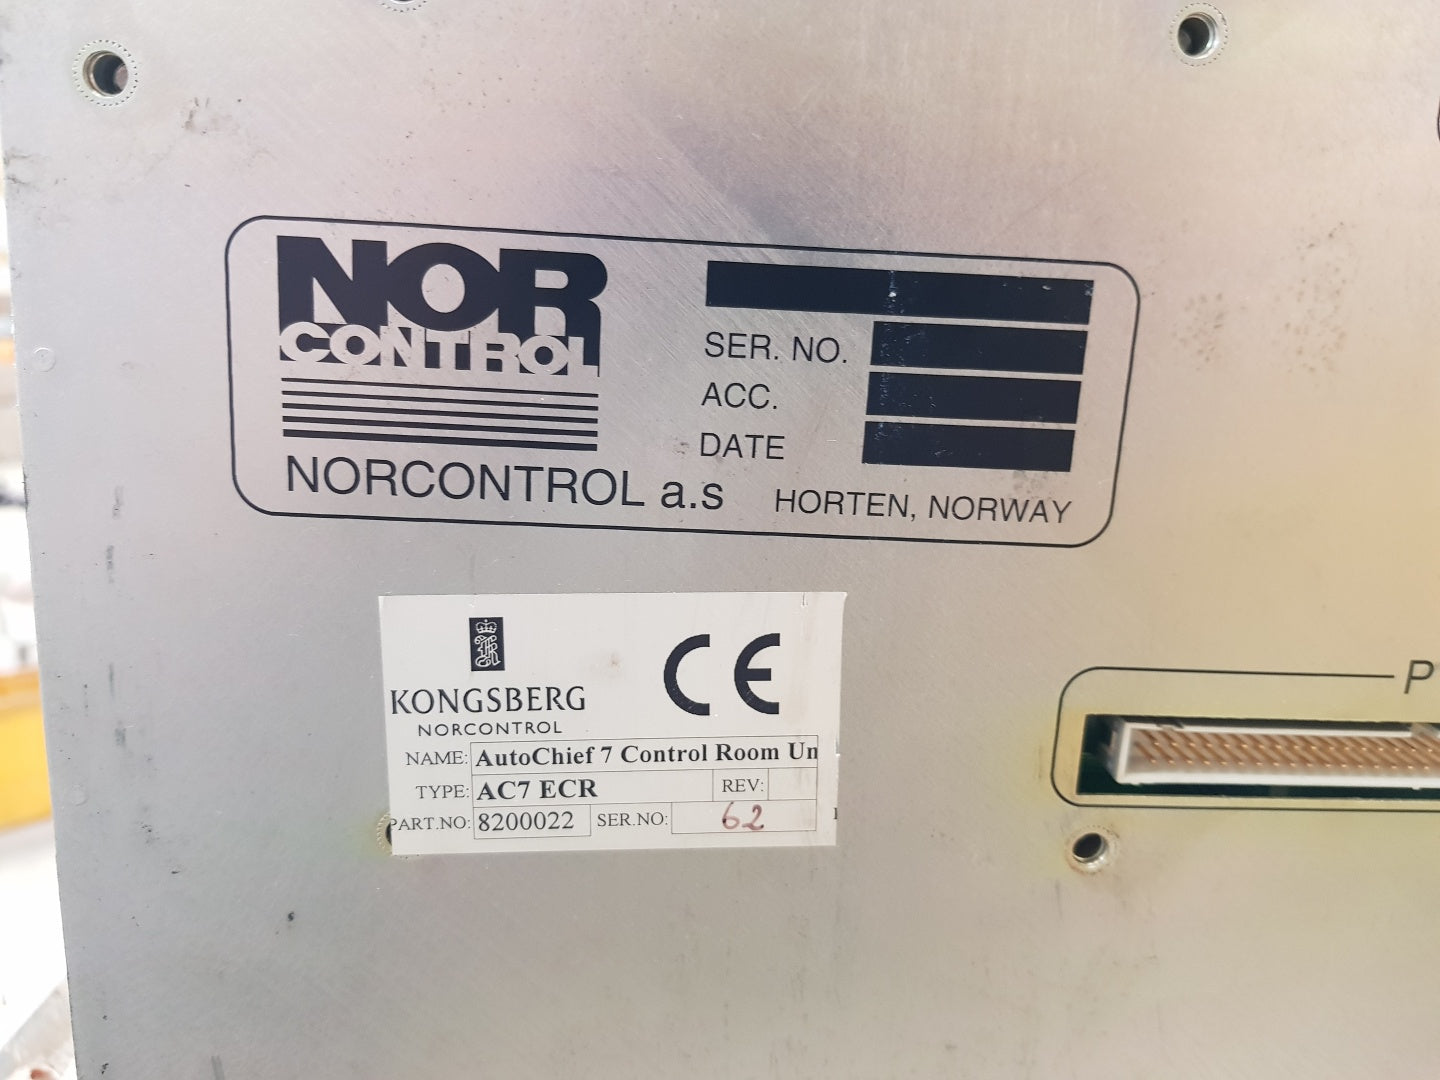 NOR
CONTROL
SER. NO.
ACC.
DATE
NORCONTROL a.s HORTEN, NORWAY
KONGSBERG
NORCONTROL
CE
NAME: AutoChief 7 Control Room Un
TYPE: AC7 ECR REV:
PART.NO: 8200022 SER.NO: 62
P